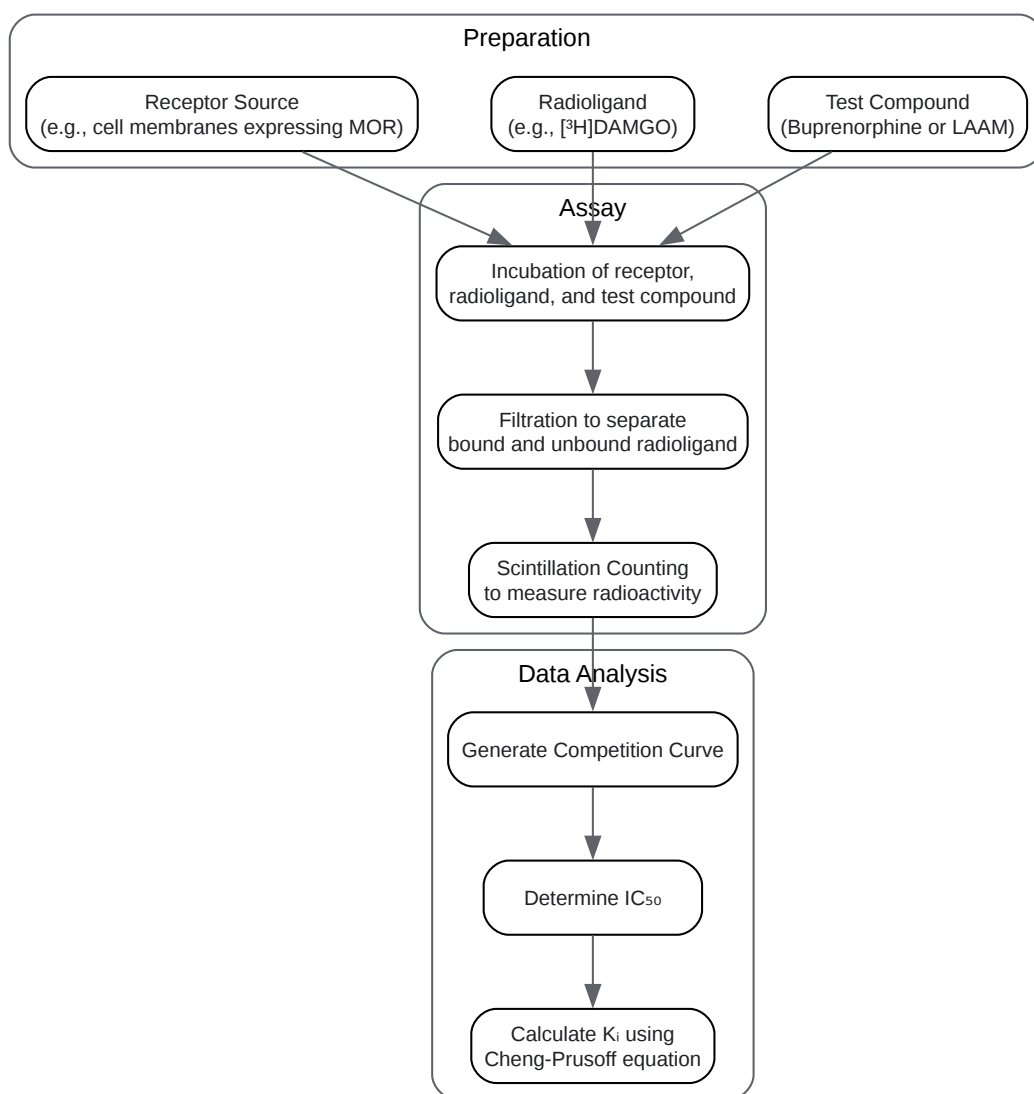 Preparation
Receptor Source
(e.g., cell membranes expressing MOR)
Radioligand
(e.g., [³H]DAMGO)
Test Compound
(Buprenorphine or LAAM)
Assay
Incubation of receptor,
radioligand, and test compound
Filtration to separate
bound and unbound radioligand
Scintillation Counting
to measure radioactivity
Data Analysis
Generate Competition Curve
Determine IC₅₀
Calculate Kᵢ using
Cheng-Prusoff equation